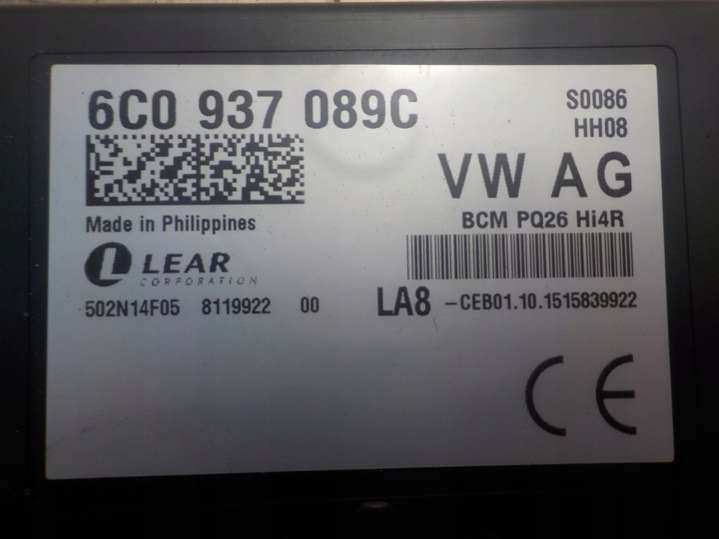 6C0 937 089C
S0086
HH08
VW AG
Made in Philippines
BCM PQ26 Hi4R
LEAR
CORPORATION
502N14F05 8119922 00
LA8 -CEB01.10.1515839922
CE